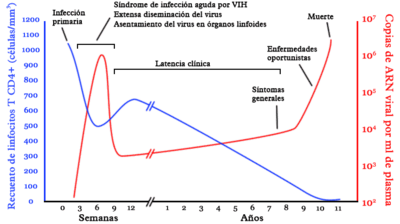 Síndrome de infección aguda por VIH
Extensa diseminación del virus
Asentamiento del virus en órganos linfoides
Infección
primaria
Muerte
Latencia clínica
Enfermedades
oportunistas
Síntomas
generales
Recuento de linfocitos T CD4+ (células/mm³)
1200
1100
1000
900
800
700
600
500
400
300
200
100
0
Copias de ARN viral por ml de plasma
10⁷
10⁶
10⁵
10⁴
10³
10²
0 3 6 9 12 1 2 3 4 5 6 7 8 9 10 11
Semanas Años